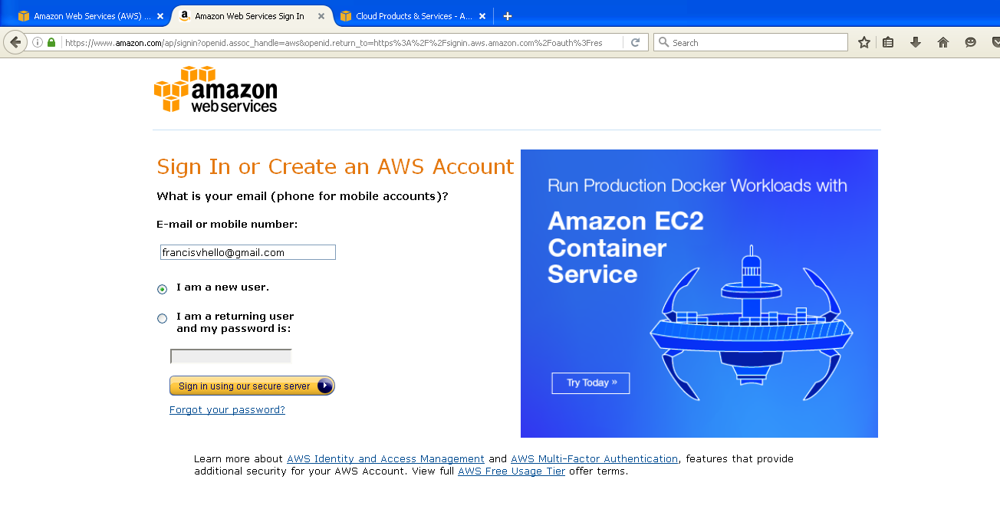 Amazon Web Services (AWS) ...
Amazon Web Services Sign In
Cloud Products & Services - A...
https://www.amazon.com/ap/signin?openid.assoc_handle=aws&openid.return_to=https%3A%2F%2Fsignin.aws.amazon.com%2Foauth%3Fres
Search
amazon
web services
Sign In or Create an AWS Account
What is your email (phone for mobile accounts)?
E-mail or mobile number:
francisvhello@gmail.com
I am a new user.
I am a returning user
and my password is:
Sign in using our secure server
Forgot your password?
Run Production Docker Workloads with
Amazon EC2
Container
Service
Try Today »
Learn more about AWS Identity and Access Management and AWS Multi-Factor Authentication, features that provide
additional security for your AWS Account. View full AWS Free Usage Tier offer terms.